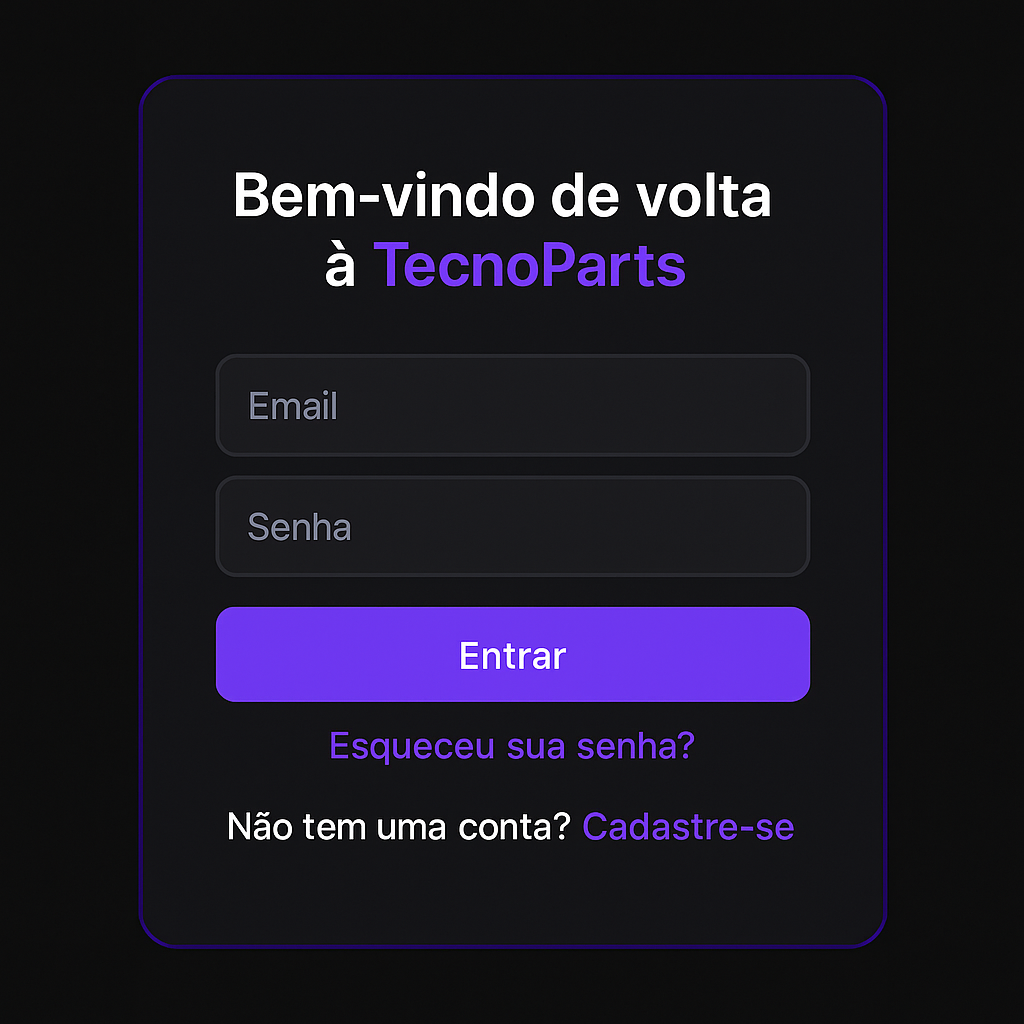 Bem-vindo de volta
à TecnoParts
Email
Senha
Entrar
Esqueceu sua senha?
Não tem uma conta? Cadastre-se